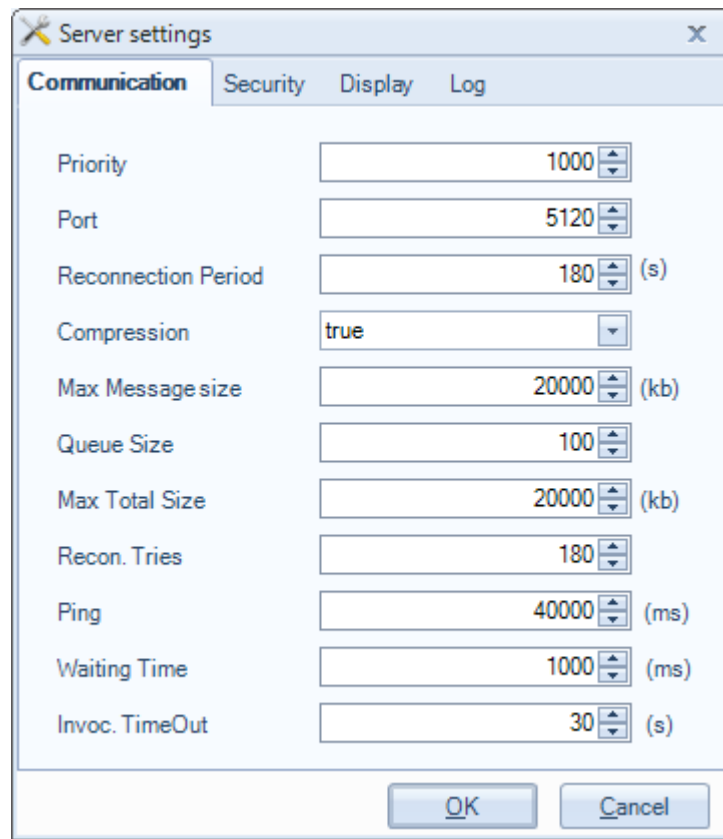 Server settings
Communication Security Display Log
Priority 1000
Port 5120
Reconnection Period 180 (s)
Compression true
Max Message size 20000 (kb)
Queue Size 100
Max Total Size 20000 (kb)
Recon. Tries 180
Ping 40000 (ms)
Waiting Time 1000 (ms)
Invoc. TimeOut 30 (s)
OK Cancel